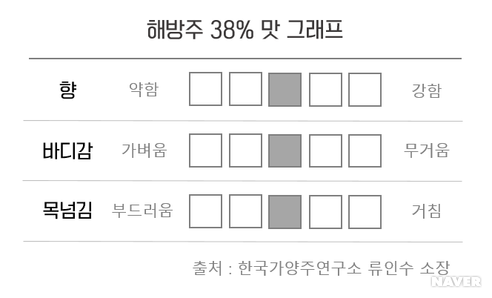 해방주 38% 맛 그래프
향 약함 강함
바디감 가벼움 무거움
목넘김 부드러움 거침
출처 : 한국가양주연구소 류인수 소장
NAVER